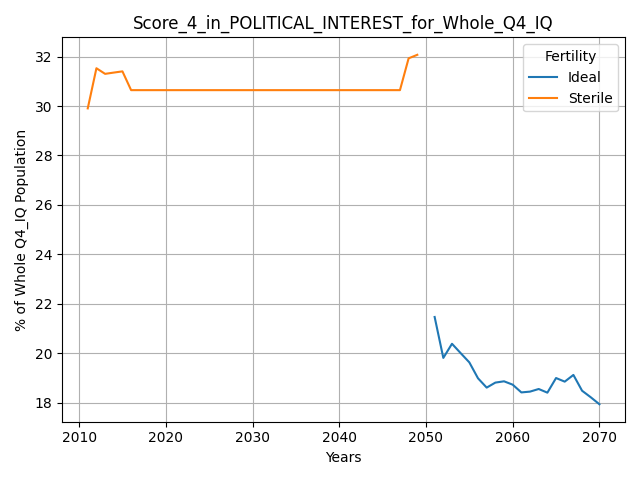 Score_4_in_POLITICAL_INTEREST_for_Whole_Q4_IQ
% of Whole Q4_IQ Population
32
30
28
26
24
22
20
18
Fertility
Ideal
Sterile
2010 2020 2030 2040 2050 2060 2070
Years